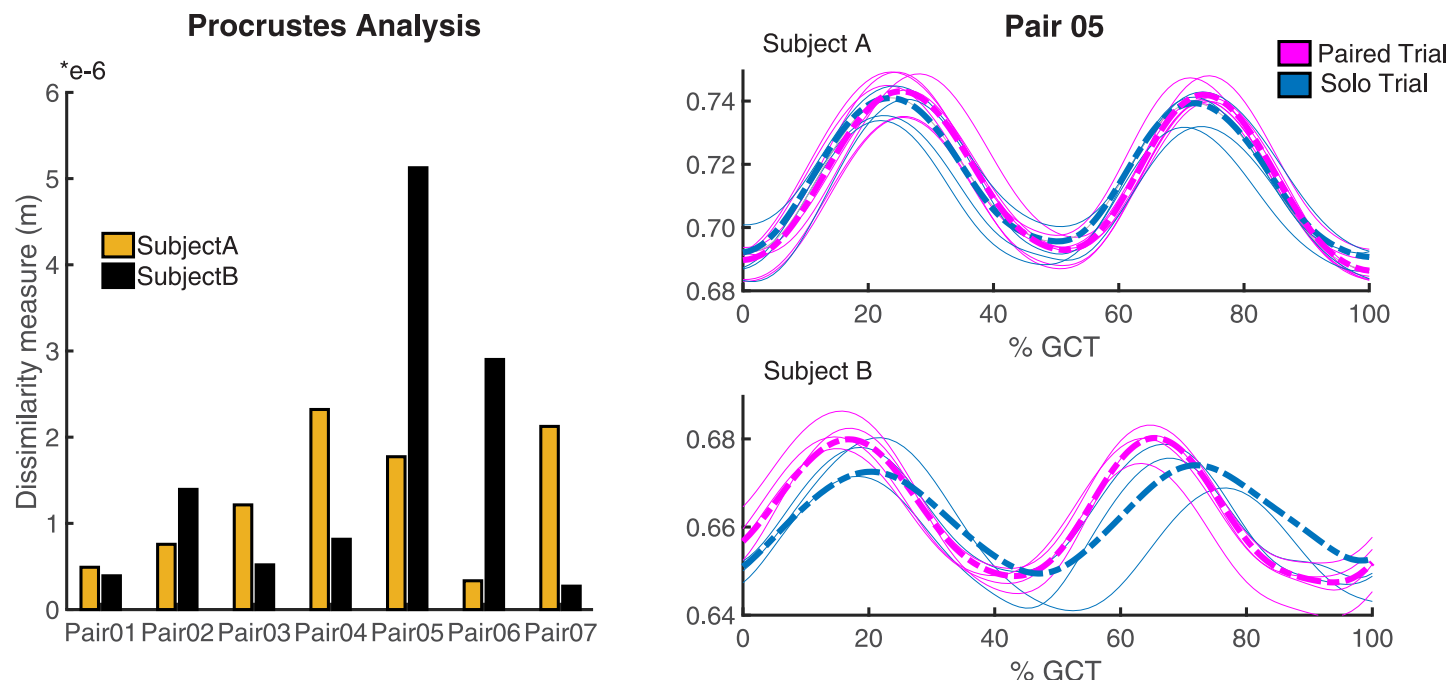 Procrustes Analysis
*e-6
6
5
4
3
2
1
0
Dissimilarity measure (m)
SubjectA
SubjectB
Pair01 Pair02 Pair03 Pair04 Pair05 Pair06 Pair07
Pair 05
Subject A
Paired Trial
Solo Trial
0.74
0.72
0.70
0.68
0 20 40 60 80 100
% GCT
Subject B
0.68
0.66
0.64
0 20 40 60 80 100
% GCT